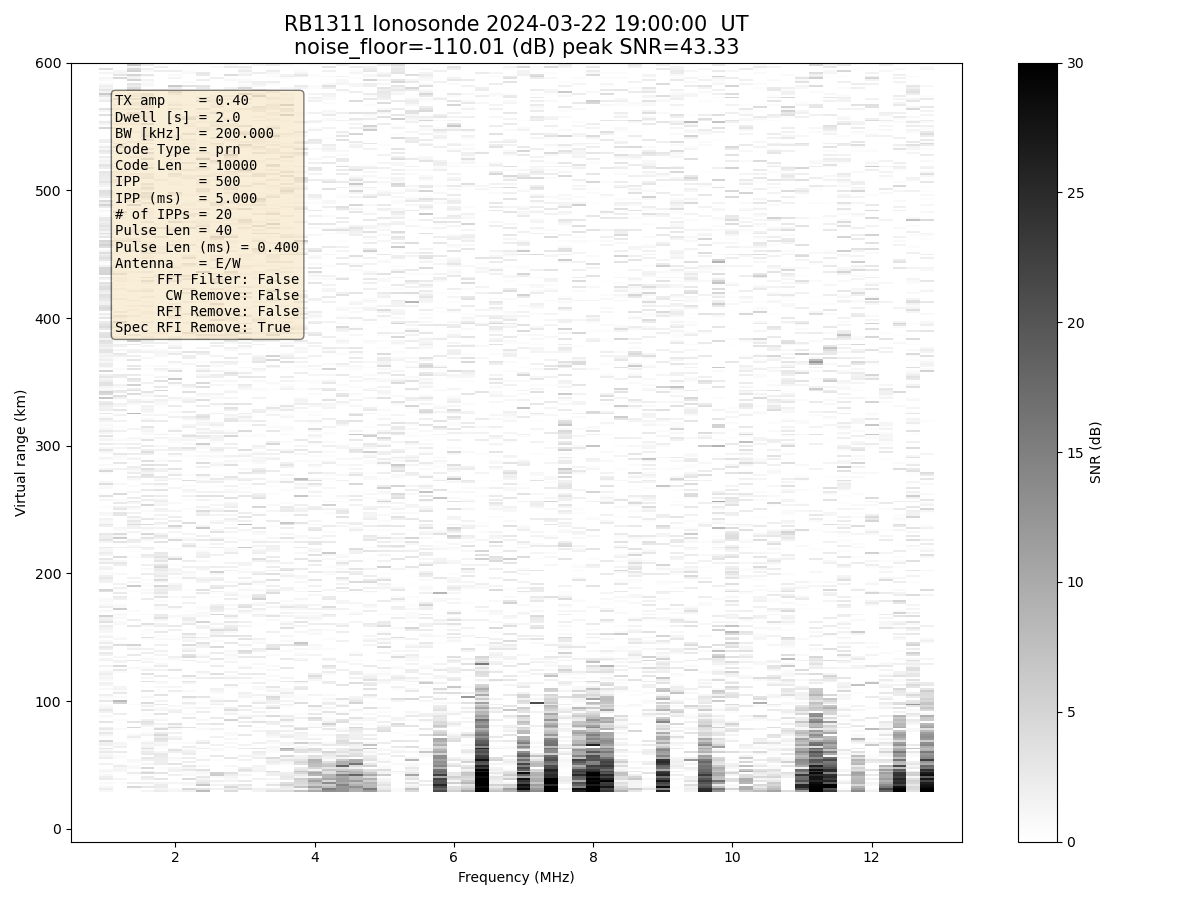 RB1311 Ionosonde 2024-03-22 19:00:00  UT
noise_floor=-110.01 (dB) peak SNR=43.33
600
500
400
300
200
100
0
Virtual range (km)
TX amp    = 0.40
Dwell [s] = 2.0
BW [kHz]  = 200.000
Code Type = prn
Code Len  = 10000
IPP       = 500
IPP (ms)  = 5.000
# of IPPs = 20
Pulse Len = 40
Pulse Len (ms) = 0.400
Antenna   = E/W
FFT Filter: False
CW Remove: False
RFI Remove: False
Spec RFI Remove: True
2 4 6 8 10 12
Frequency (MHz)
30
25
20
15
10
5
0
SNR (dB)